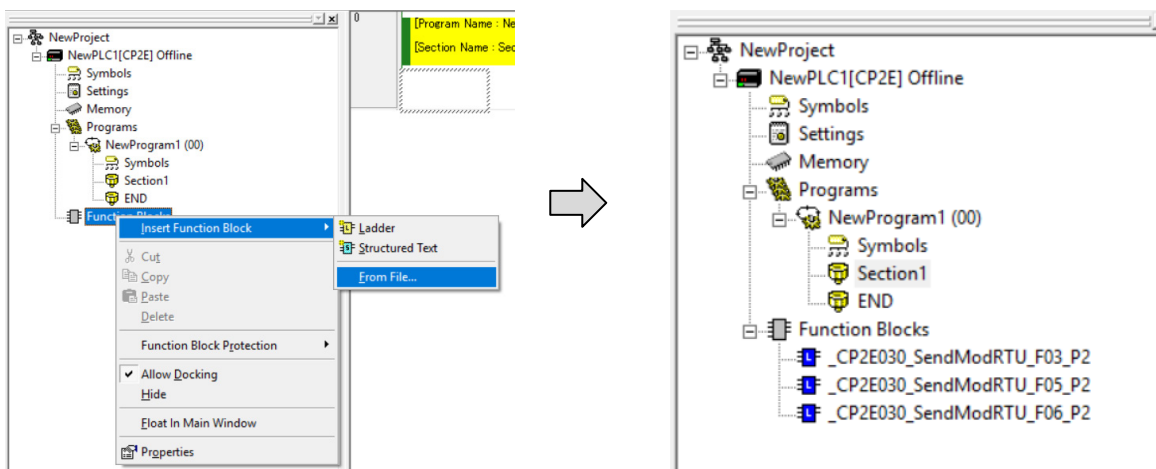 0
[Program Name : Ne
[Section Name : Sec
NewProject
NewPLC1[CP2E] Offline
Symbols
Settings
Memory
Programs
NewProgram1 (00)
Symbols
Section1
END
Function Blocks
Insert Function Block
Cut
Copy
Paste
Delete
Function Block Protection
Allow Docking
Hide
Float In Main Window
Properties
Ladder
Structured Text
From File...
NewProject
NewPLC1[CP2E] Offline
Symbols
Settings
Memory
Programs
NewProgram1 (00)
Symbols
Section1
END
Function Blocks
_CP2E030_SendModRTU_F03_P2
_CP2E030_SendModRTU_F05_P2
_CP2E030_SendModRTU_F06_P2